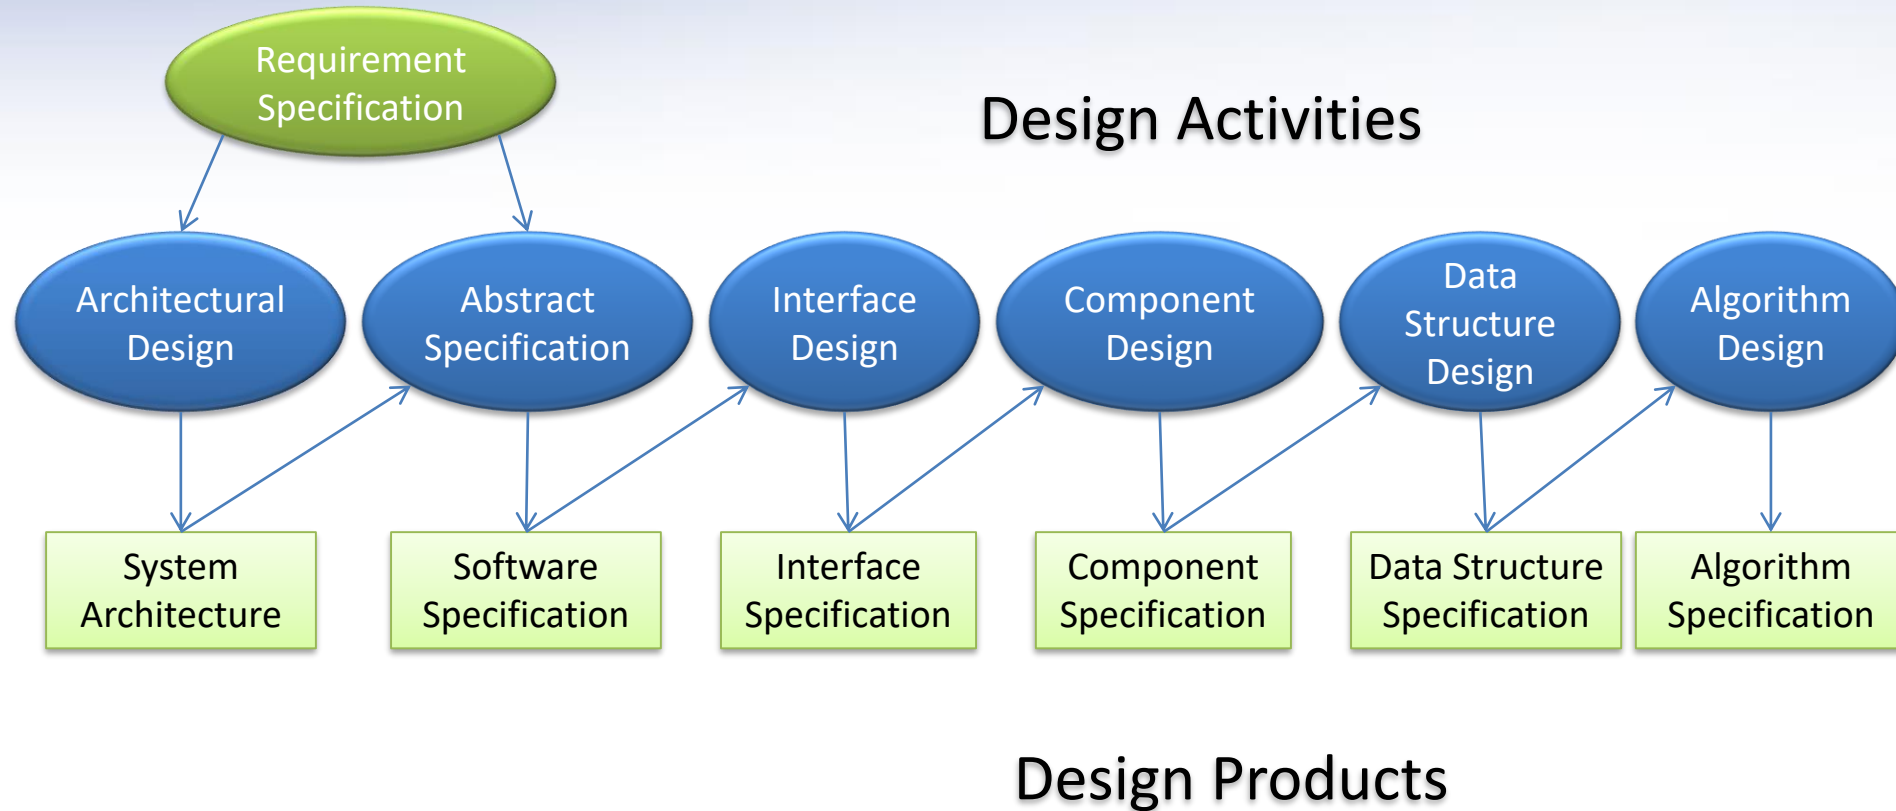 Requirement
Specification
Design Activities
Architectural
Design
Abstract
Specification
Interface
Design
Component
Design
Data
Structure
Design
Algorithm
Design
System
Architecture
Software
Specification
Interface
Specification
Component
Specification
Data Structure
Specification
Algorithm
Specification
Design Products